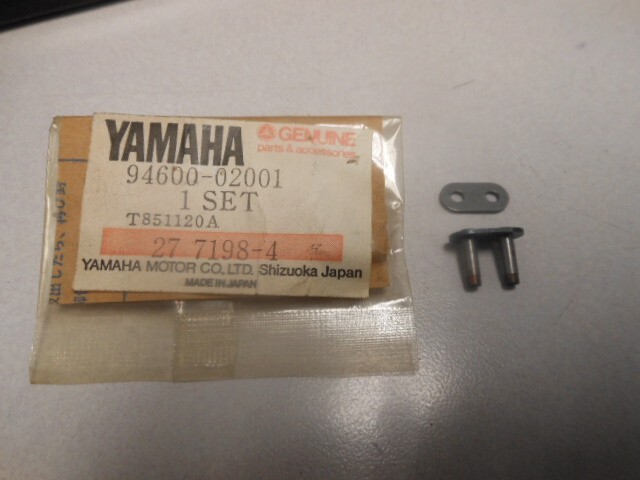 YAMAHA
GENUINE
parts & accessories
94600-02001
1 SET
T851120A
27 7198-4
YAMAHA MOTOR CO., LTD. Shizuoka Japan
MADE IN JAPAN